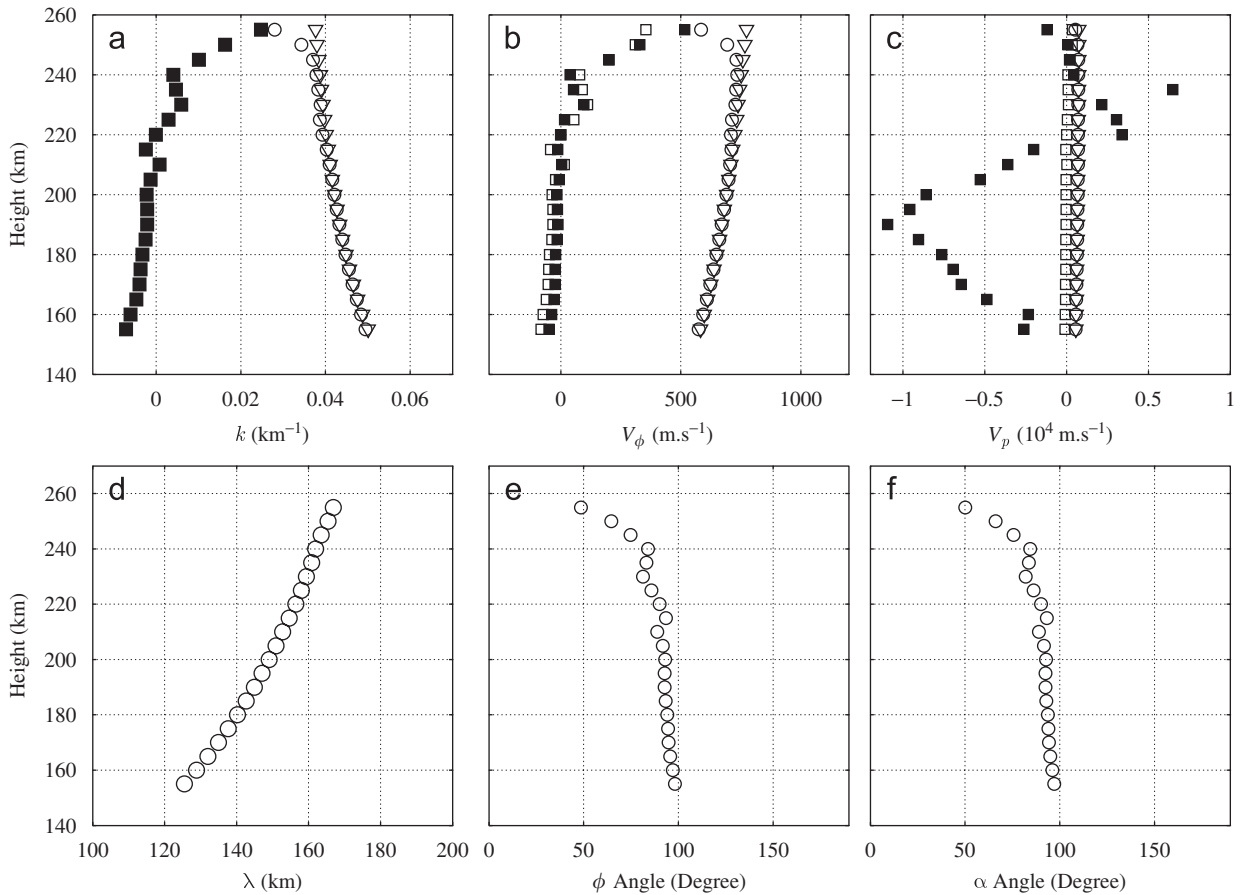 a
b
c
260
240
220
200
180
160
140
Height (km)
0
0.02
0.04
0.06
k (km−1)
0
500
1000
Vϕ (m.s−1)
−1
−0.5
0
0.5
1
Vp (10⁴ m.s−1)
d
e
f
260
240
220
200
180
160
140
Height (km)
100
120
140
160
180
200
λ (km)
0
50
100
150
ϕ Angle (Degree)
0
50
100
150
α Angle (Degree)